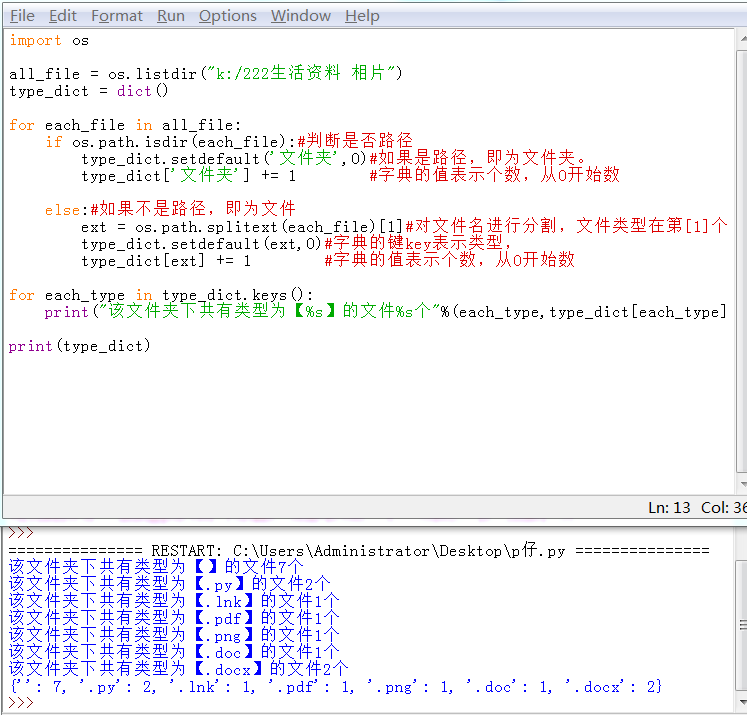 File Edit Format Run Options Window Help
import os
all_file = os.listdir("k:/222生活资料 相片")
type_dict = dict()
for each_file in all_file:
if os.path.isdir(each_file):#判断是否路径
type_dict.setdefault('文件夹',0)#如果是路径，即为文件夹。
type_dict['文件夹'] += 1 #字典的值表示个数，从0开始数
else:#如果不是路径，即为文件
ext = os.path.splitext(each_file)[1]#对文件名进行分割，文件类型在第[1]个
type_dict.setdefault(ext,0)#字典的键key表示类型，
type_dict[ext] += 1 #字典的值表示个数，从0开始数
for each_type in type_dict.keys():
print("该文件夹下共有类型为【%s】的文件%s个"%(each_type,type_dict[each_type]
print(type_dict)
Ln: 13 Col: 36
>>>
=============== RESTART: C:\Users\Administrator\Desktop\p仔.py ===============
该文件夹下共有类型为【】的文件7个
该文件夹下共有类型为【.py】的文件2个
该文件夹下共有类型为【.lnk】的文件1个
该文件夹下共有类型为【.pdf】的文件1个
该文件夹下共有类型为【.png】的文件1个
该文件夹下共有类型为【.doc】的文件1个
该文件夹下共有类型为【.docx】的文件2个
{'': 7, '.py': 2, '.lnk': 1, '.pdf': 1, '.png': 1, '.doc': 1, '.docx': 2}
>>>